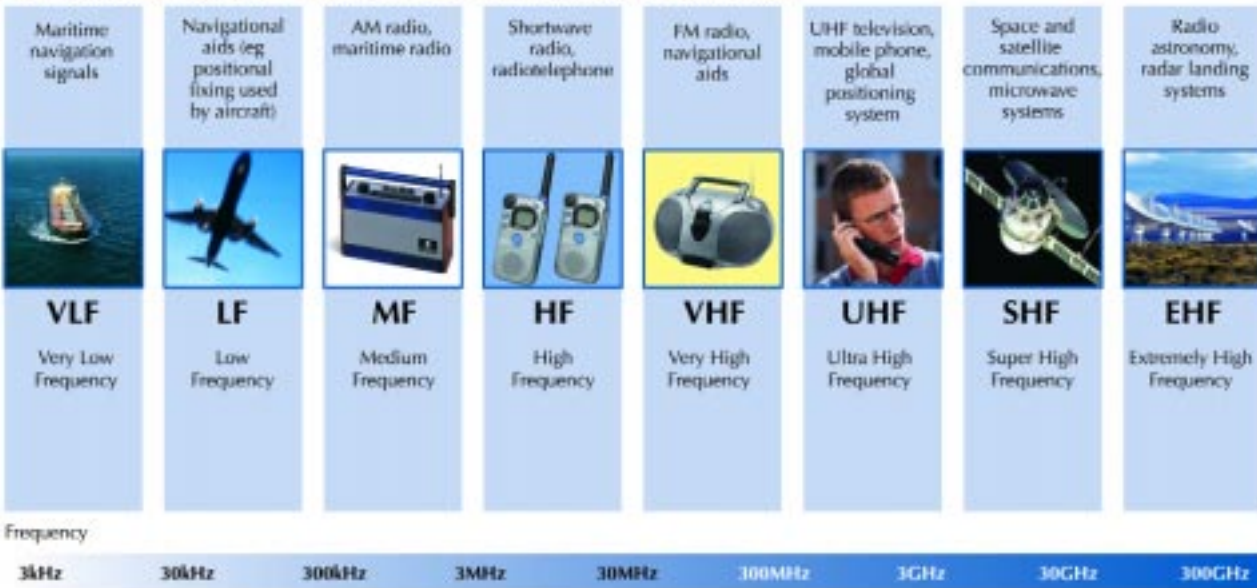 Maritime
navigation
signals
Navigational
aids (eg
positional
fixing used
by aircraft)
AM radio,
maritime radio
Shortwave
radio,
radiotelephone
FM radio,
navigational
aids
UHF television,
mobile phone,
global
positioning
system
Space and
satellite
communications,
microwave
systems
Radio
astronomy,
radar landing
systems
VLF
Very Low
Frequency
LF
Low
Frequency
MF
Medium
Frequency
HF
High
Frequency
VHF
Very High
Frequency
UHF
Ultra High
Frequency
SHF
Super High
Frequency
EHF
Extremely High
Frequency
Frequency
3kHz 30kHz 300kHz 3MHz 30MHz 300MHz 3GHz 30GHz 300GHz